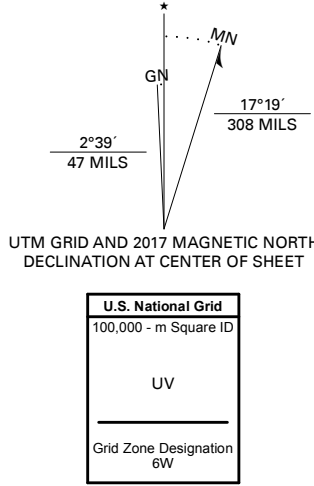 ★
MN
GN
2°39´
47 MILS
17°19´
308 MILS
UTM GRID AND 2017 MAGNETIC NORTH
DECLINATION AT CENTER OF SHEET
U.S. National Grid
100,000 - m Square ID
UV
Grid Zone Designation
6W